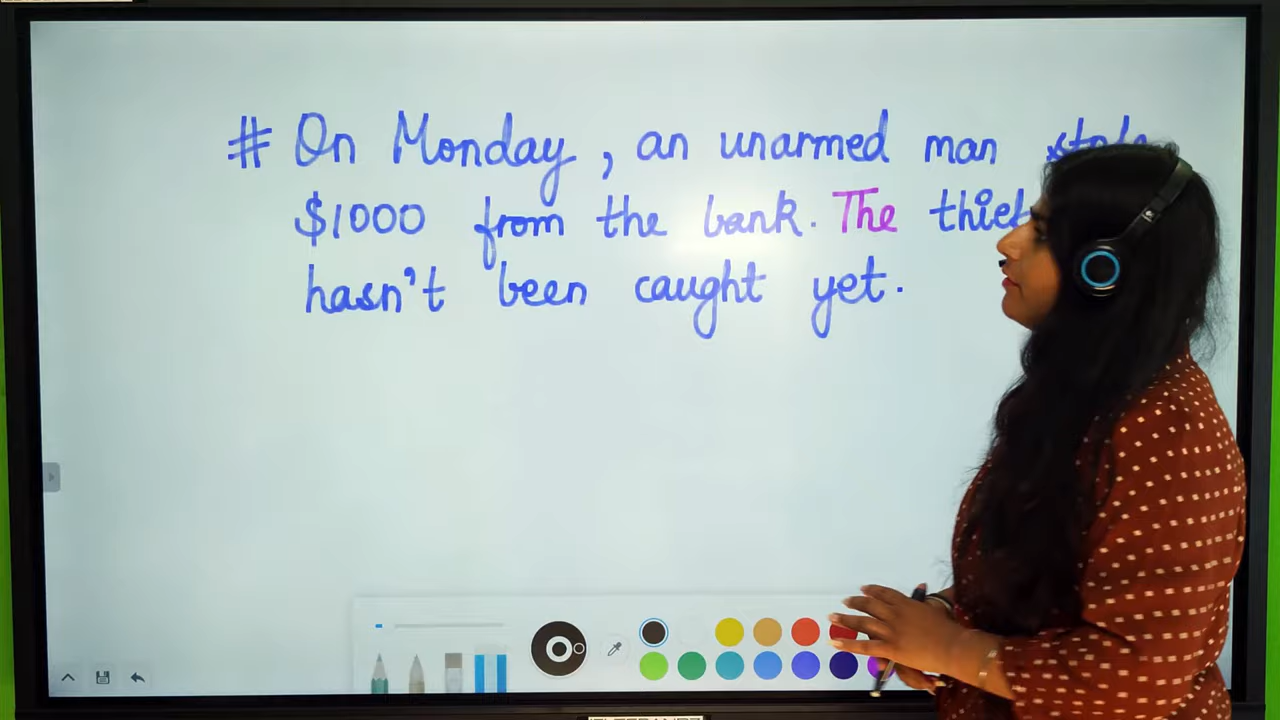 # On Monday, an unarmed man stole
$1000 from the bank. The thief
hasn't been caught yet.